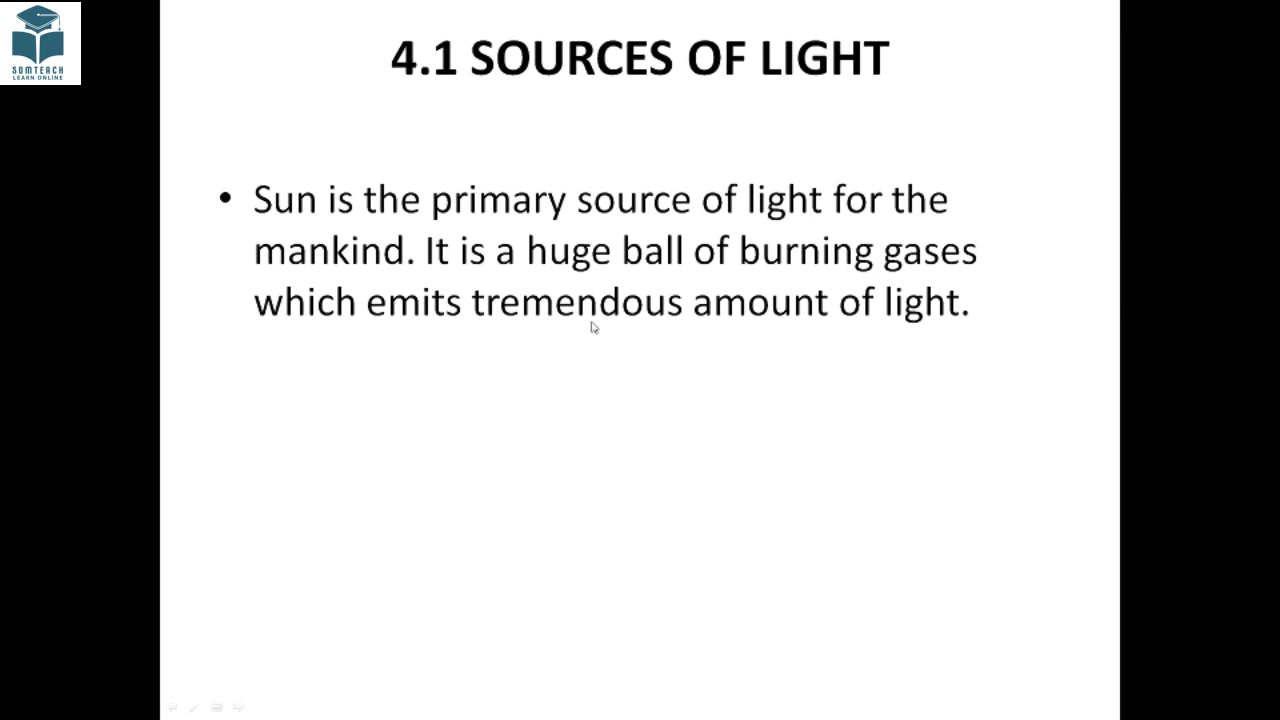 SOMTEACH
LEARN ONLINE
4.1 SOURCES OF LIGHT
• Sun is the primary source of light for the
mankind. It is a huge ball of burning gases
which emits tremendous amount of light.